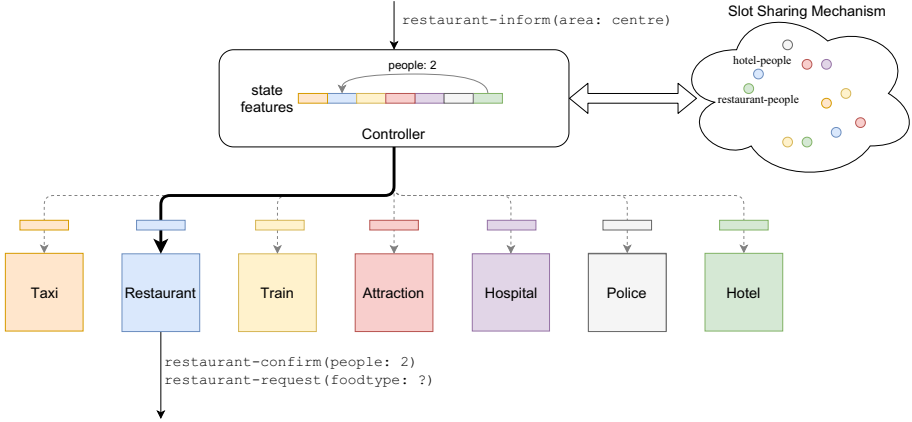 restaurant-inform(area: centre)
Slot Sharing Mechanism
people: 2
state
features
Controller
hotel-people
restaurant-people
Taxi
Restaurant
Train
Attraction
Hospital
Police
Hotel
restaurant-confirm(people: 2)
restaurant-request(foodtype: ?)